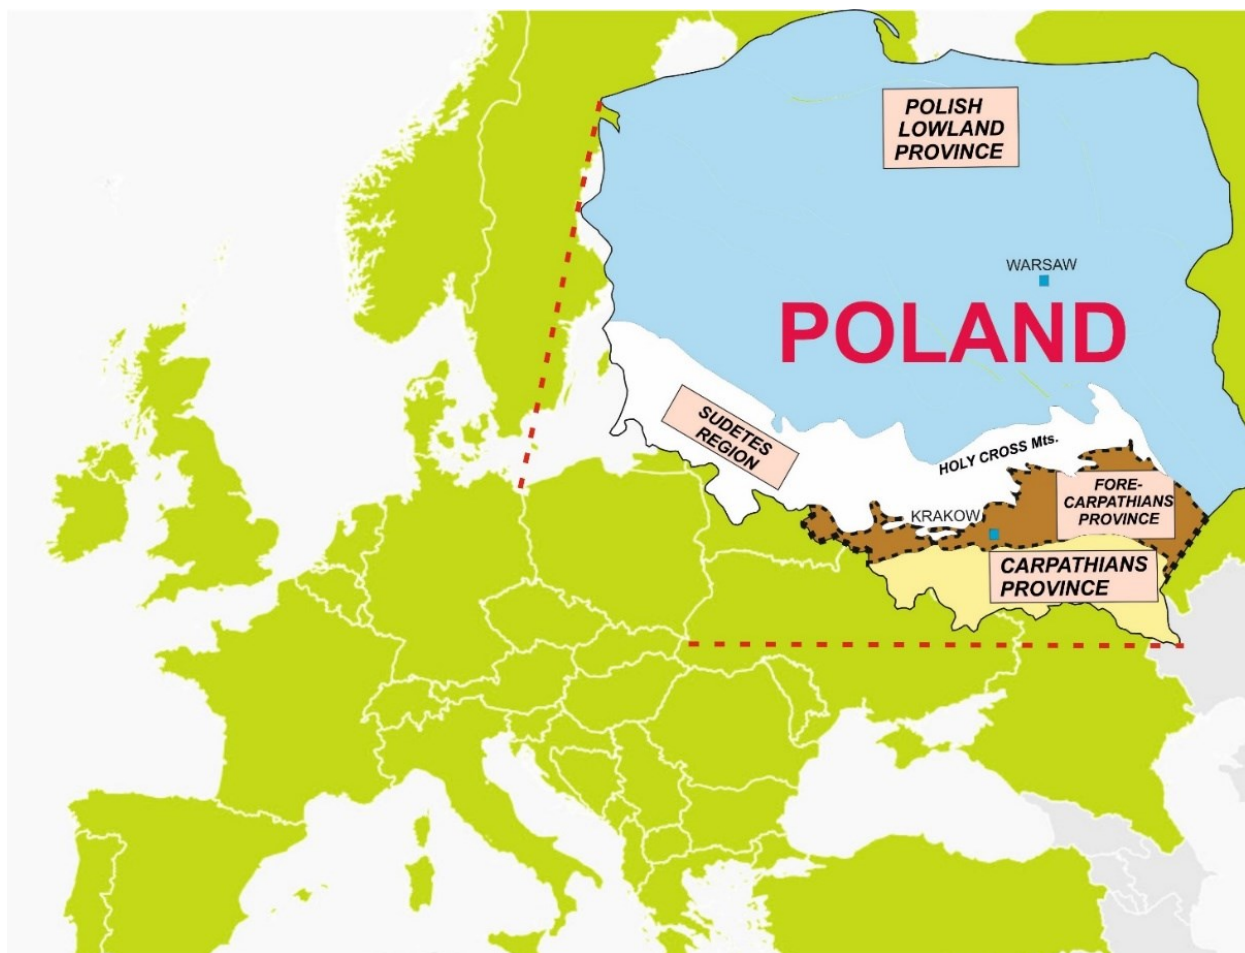 POLISH
LOWLAND
PROVINCE
WARSAW
POLAND
SUDETES
REGION
HOLY CROSS Mts.
FORE-
CARPATHIANS
PROVINCE
KRAKOW
CARPATHIANS
PROVINCE